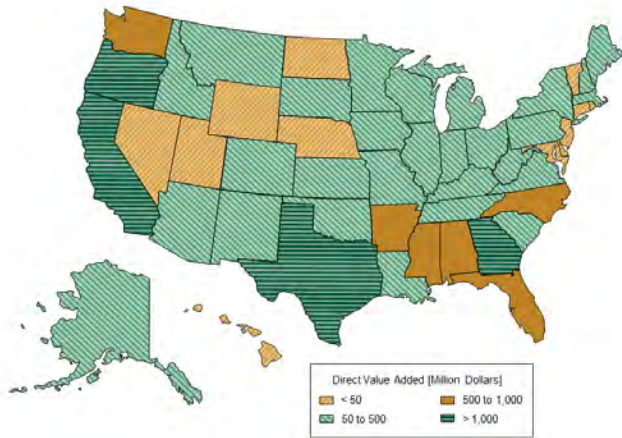 Direct Value Added [Million Dollars]
< 50
500 to 1,000
50 to 500
> 1,000